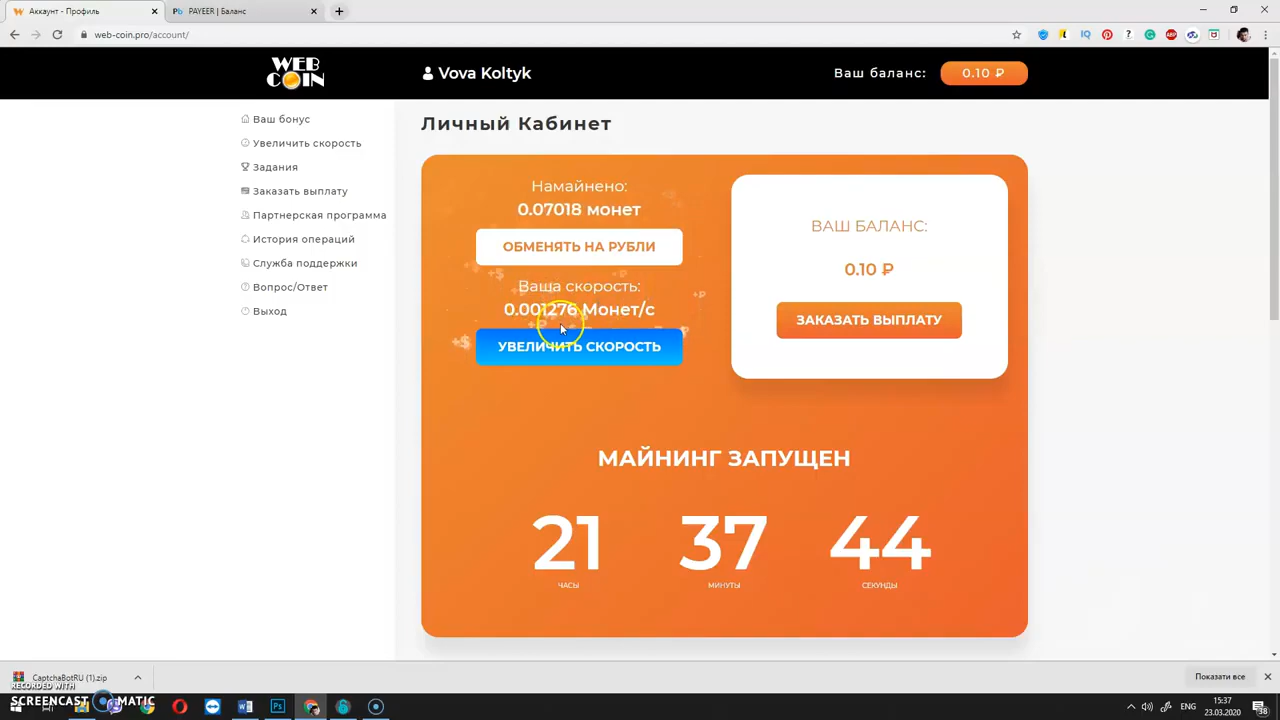 Аккаунт - Профиль
PAYEER | Баланс
web-coin.pro/account/
WEB
COIN
Vova Koltyk
Ваш баланс:
0.10 ₽
Ваш бонус
Увеличить скорость
Задания
Заказать выплату
Партнерская программа
История операций
Служба поддержки
Вопрос/Ответ
Выход
Личный Кабинет
Намайнено:
0.07018 монет
ОБМЕНЯТЬ НА РУБЛИ
Ваша скорость:
0.001276 Монет/с
УВЕЛИЧИТЬ СКОРОСТЬ
ВАШ БАЛАНС:
0.10 ₽
ЗАКАЗАТЬ ВЫПЛАТУ
МАЙНИНГ ЗАПУЩЕН
21 37 44
ЧАСЫ МИНУТЫ СЕКУНДЫ
CaptchaBotRU (1).zip
Показати все
RECORDED WITH
SCREENCAST MATIC
15:37
23.03.2020
38